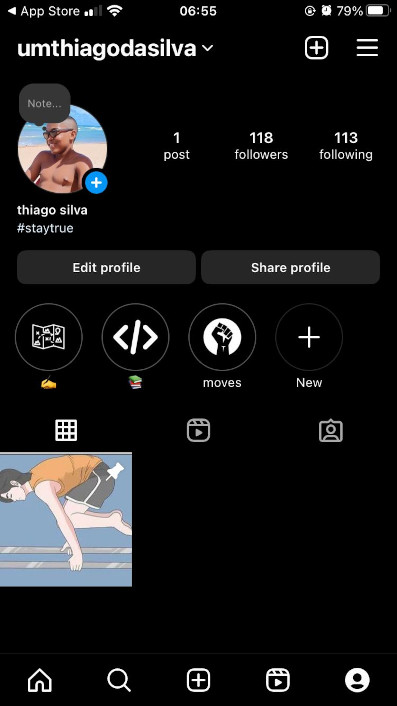 App Store
06:55
79%
umthiagodasilva
Note...
1
post
118
followers
113
following
thiago silva
#staytrue
Edit profile
Share profile
moves
New